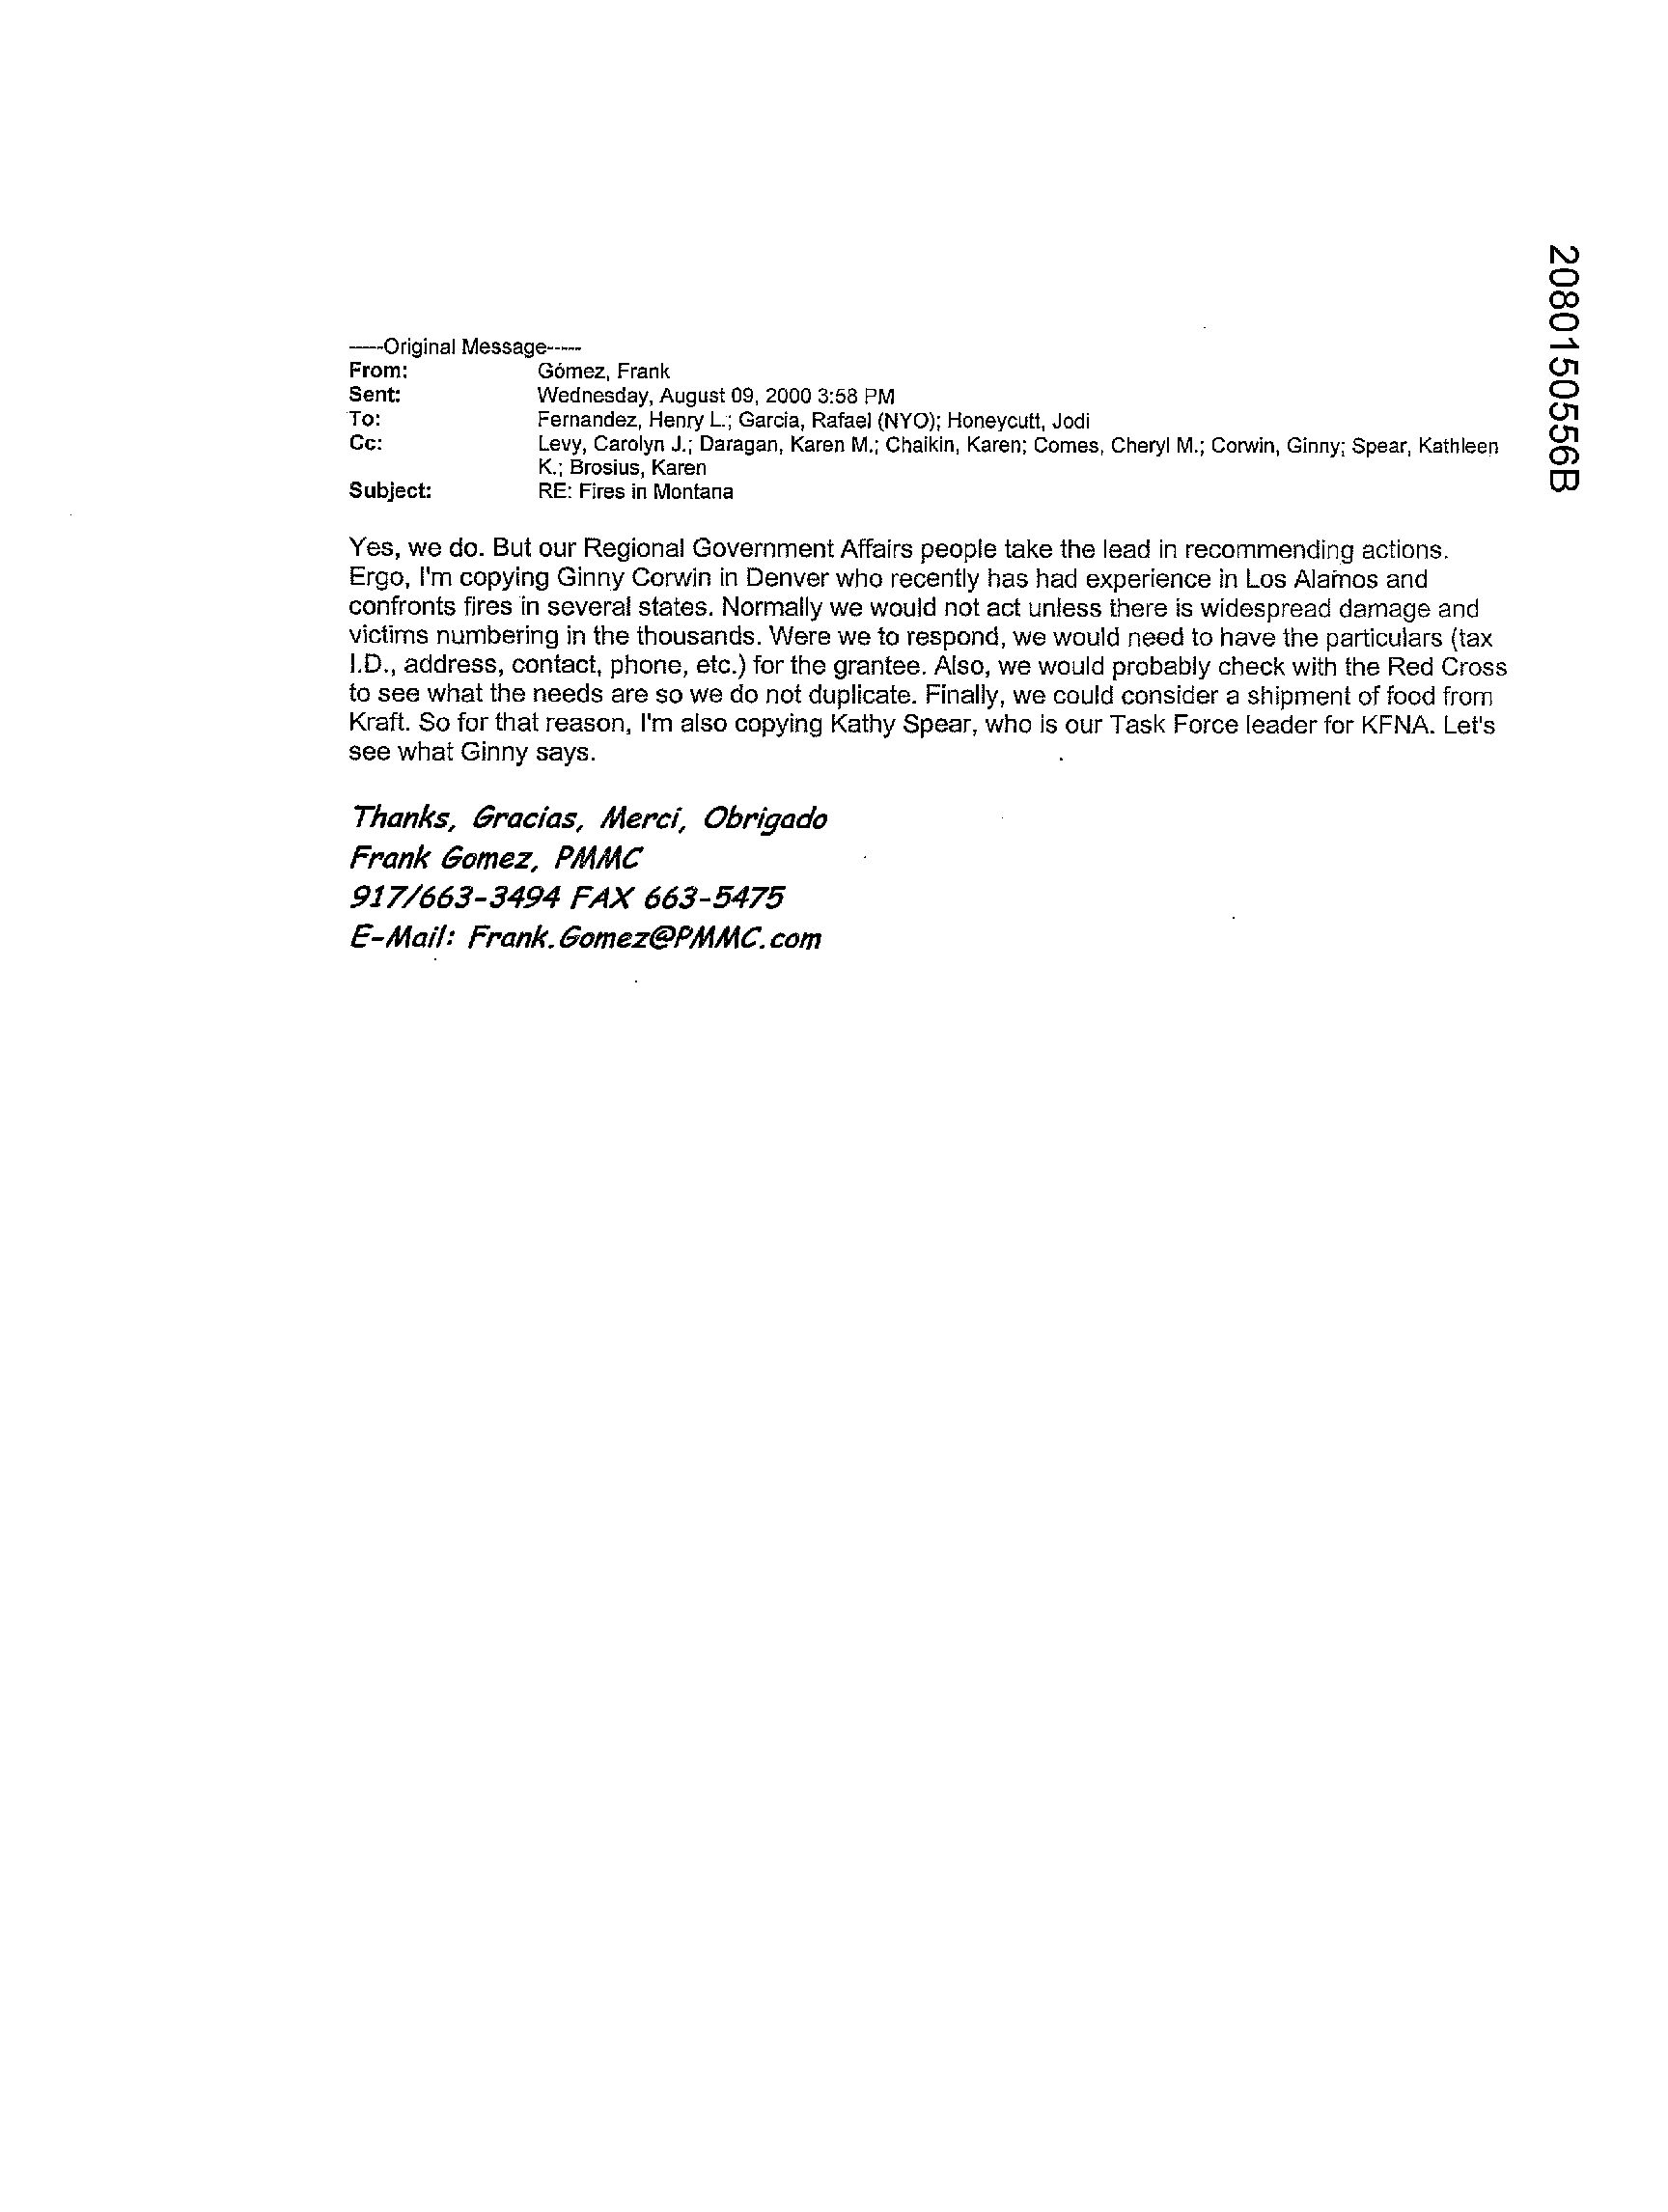 2080150556B
-----Original Message-----
From: Gómez, Frank
Sent: Wednesday, August 09, 2000 3:58 PM
To: Fernandez, Henry L.; Garcia, Rafael (NYO); Honeycutt, Jodi
Cc: Levy, Carolyn J.; Daragan, Karen M.; Chaikin, Karen; Comes, Cheryl M.; Corwin, Ginny; Spear, Kathleen
K.; Brosius, Karen
Subject: RE: Fires in Montana
Yes, we do. But our Regional Government Affairs people take the lead in recommending actions.
Ergo, I'm copying Ginny Corwin in Denver who recently has had experience in Los Alamos and
confronts fires in several states. Normally we would not act unless there is widespread damage and
victims numbering in the thousands. Were we to respond, we would need to have the particulars (tax
I.D., address, contact, phone, etc.) for the grantee. Also, we would probably check with the Red Cross
to see what the needs are so we do not duplicate. Finally, we could consider a shipment of food from
Kraft. So for that reason, I'm also copying Kathy Spear, who is our Task Force leader for KFNA. Let's
see what Ginny says.
Thanks, Gracias, Merci, Obrigado
Frank Gomez, PMMC
917/663-3494 FAX 663-5475
E-Mail: Frank.Gomez@PMMC.com